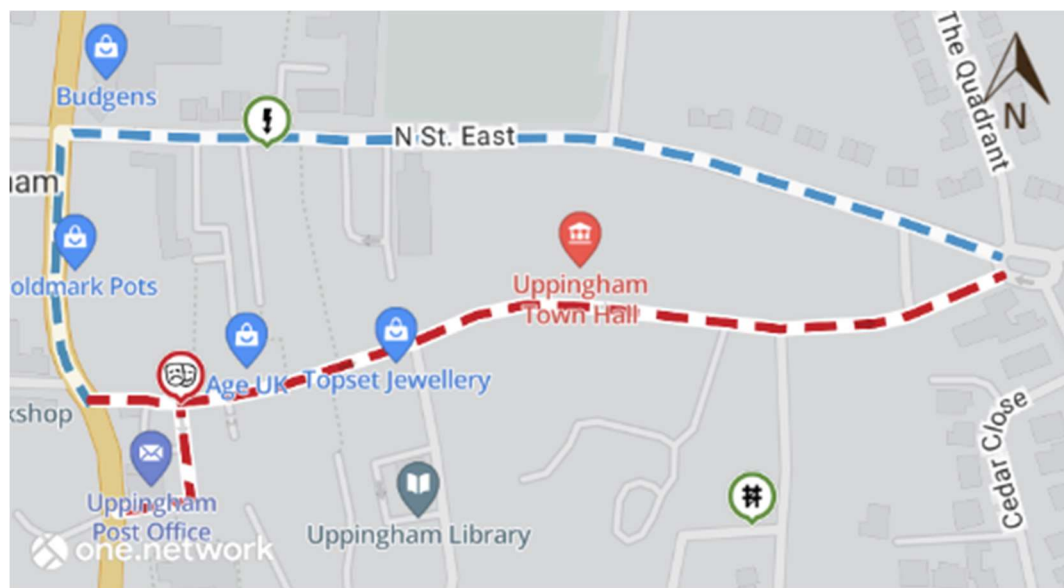 The Quadrant
N
Budgens
N St. East
ham
oldmark Pots
Uppingham
Town Hall
Age UK
Topset Jewellery
kshop
Cedar Close
Uppingham
Post Office
Uppingham Library
one.network